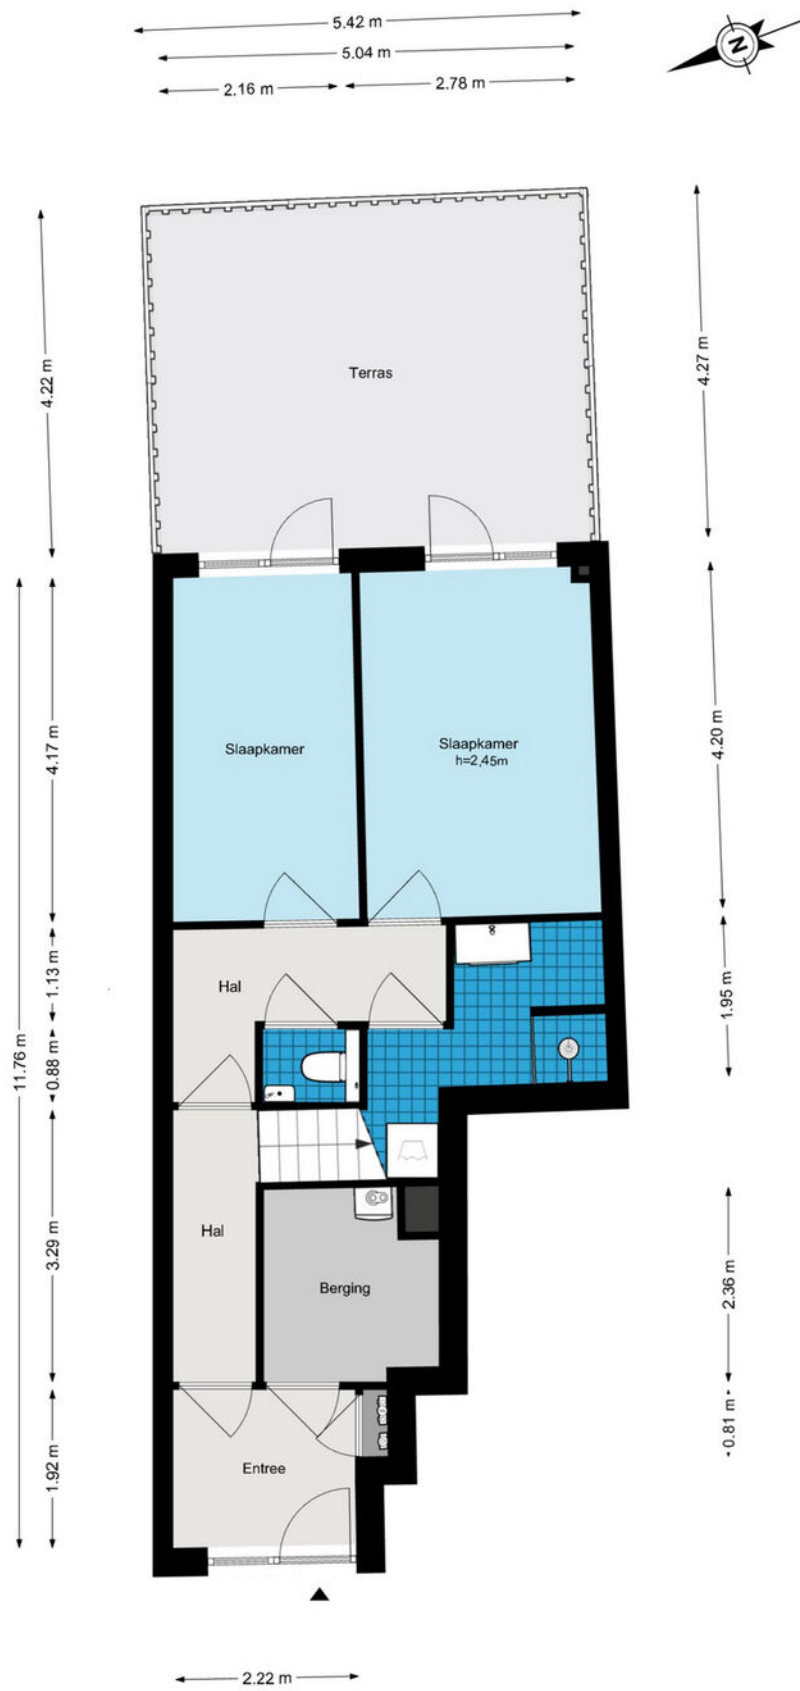 5.42 m
5.04 m
2.16 m
2.78 m
N
4.22 m
4.27 m
Terras
11.76 m
4.17 m
4.20 m
Slaapkamer
Slaapkamer
h=2,45m
1.13 m
1.95 m
Hal
0.88 m
3.29 m
Hal
2.36 m
Berging
0.81 m
1.92 m
Entree
2.22 m